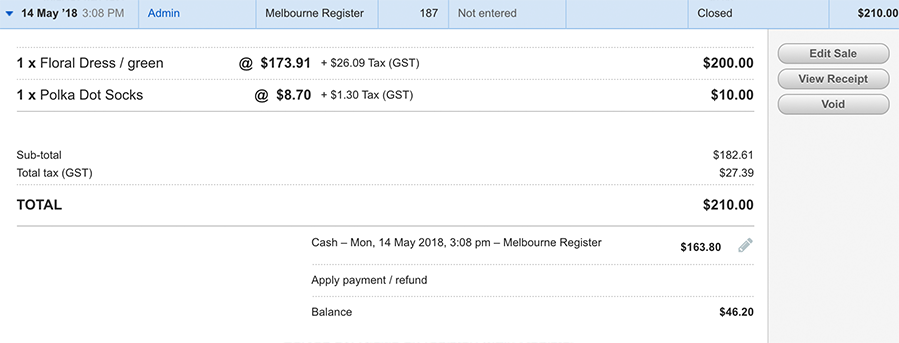 14 May '18 3:08 PM Admin Melbourne Register 187 Not entered Closed $210.00
1 x Floral Dress / green @ $173.91 + $26.09 Tax (GST) $200.00
Edit Sale
View Receipt
1 x Polka Dot Socks @ $8.70 + $1.30 Tax (GST) $10.00
Void
Sub-total $182.61
Total tax (GST) $27.39
TOTAL $210.00
Cash – Mon, 14 May 2018, 3:08 pm – Melbourne Register $163.80
Apply payment / refund
Balance $46.20